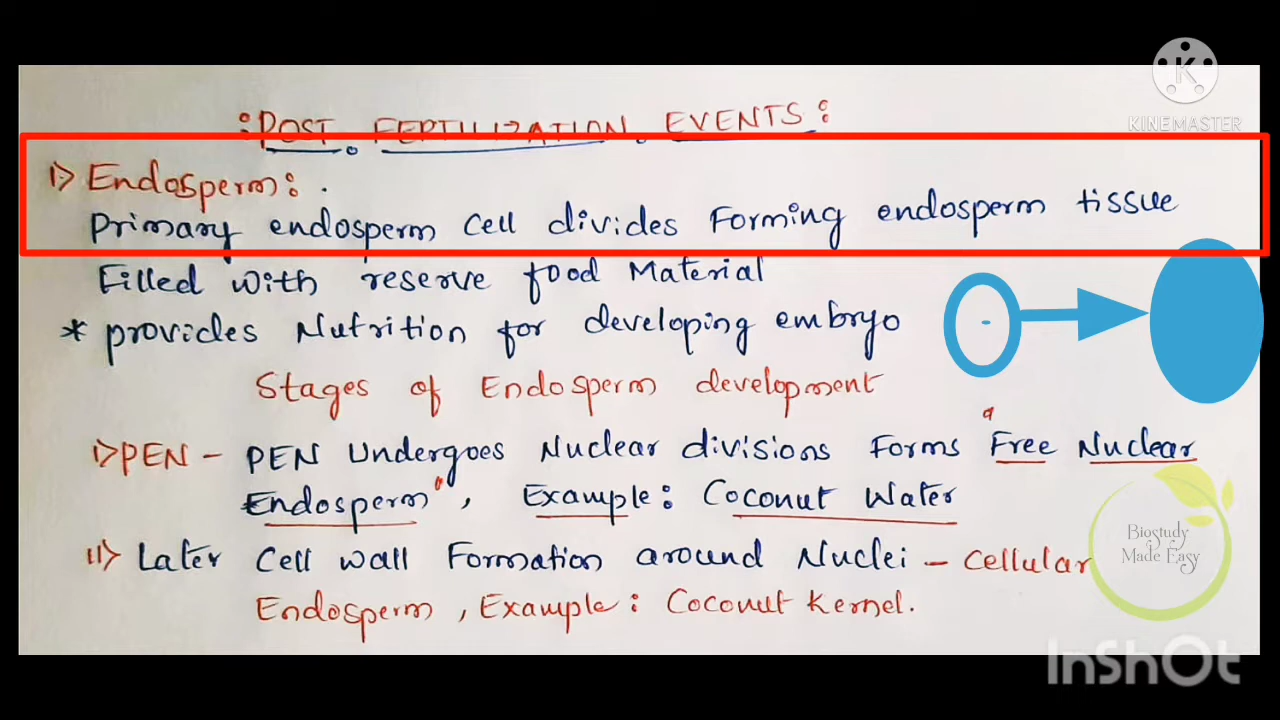 :POST FERTILIZATION EVENTS:
1> Endosperm: .
Primary endosperm cell divides Forming endosperm tissue
Filled with reserve food Material
* provides Nutrition for developing embryo
Stages of Endosperm development
i> PEN - PEN Undergoes Nuclear divisions Forms "Free Nuclear
Endosperm", Example: Coconut Water
ii> Later Cell wall Formation around Nuclei - Cellular
Endosperm, Example: Coconut Kernel.
KINEMASTER
Biostudy
Made Easy
InShOt